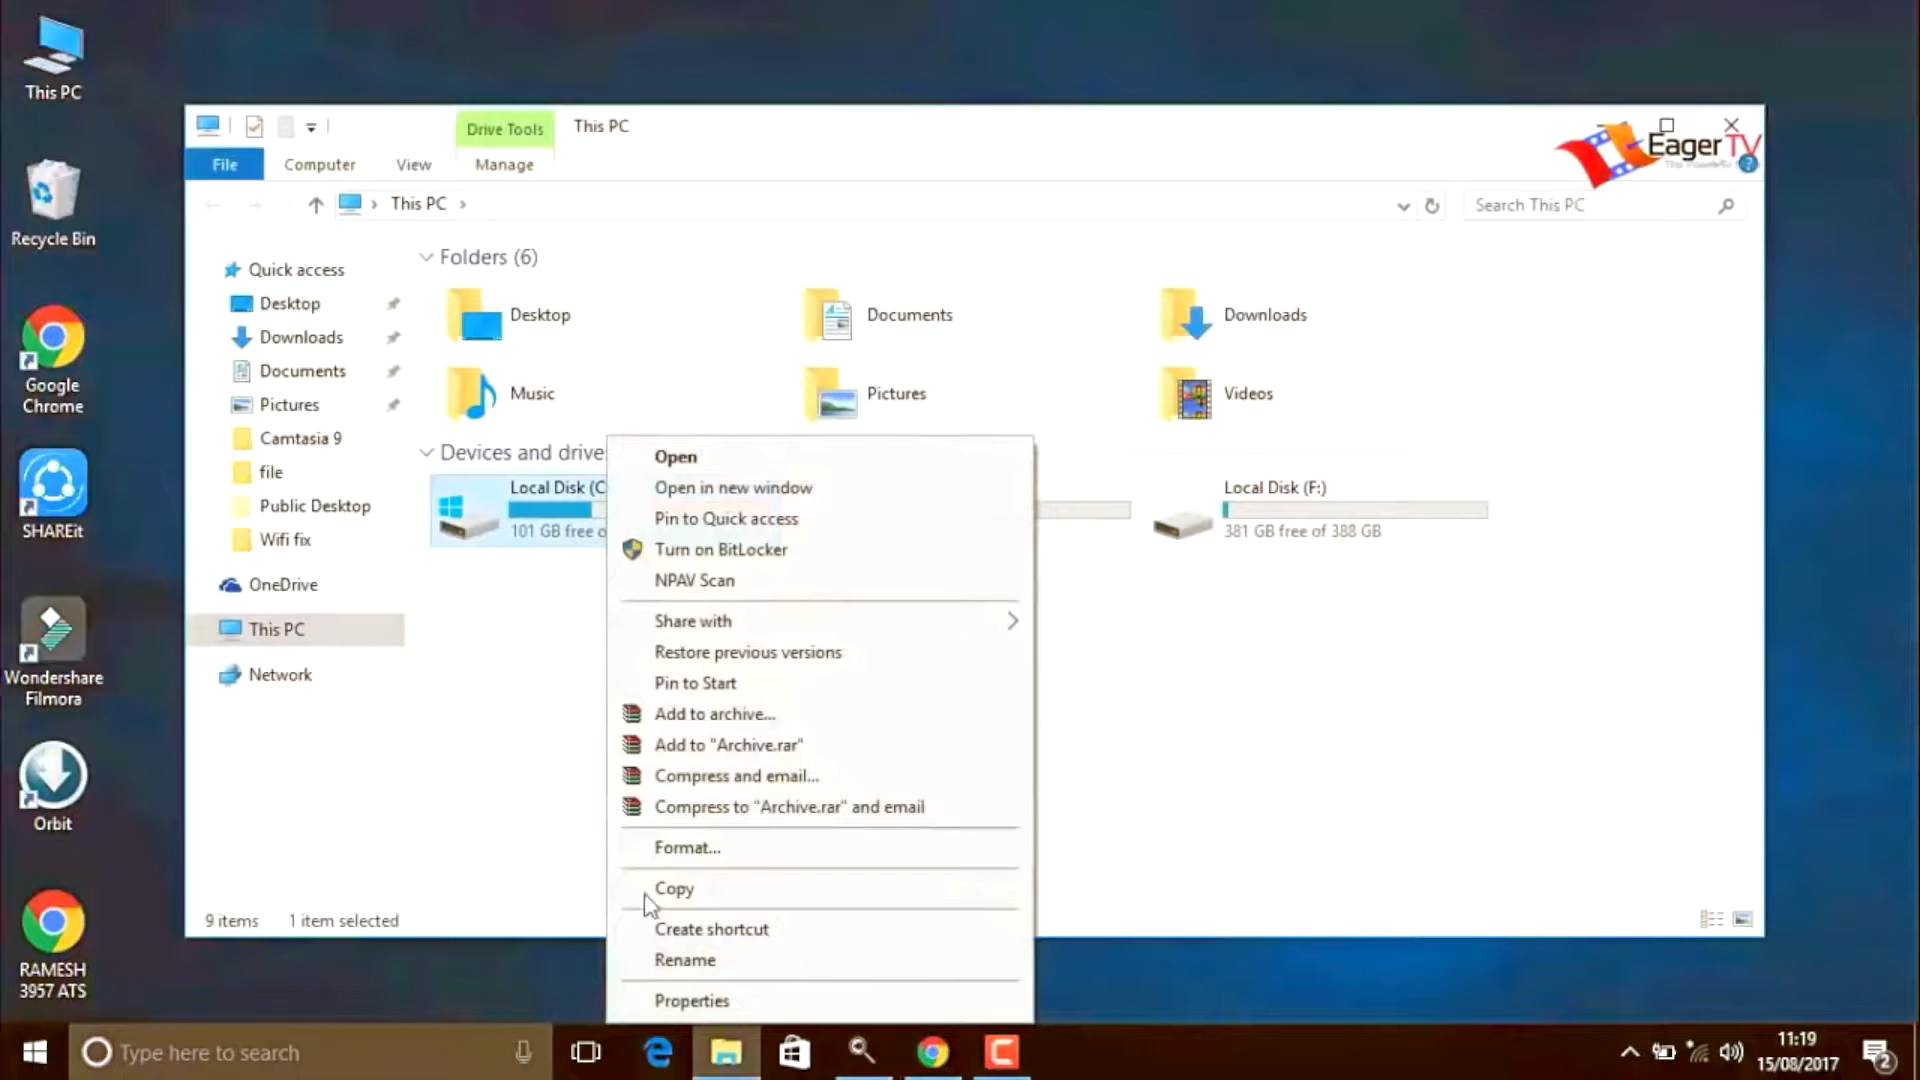 This PC
Recycle Bin
Google
Chrome
SHAREit
Wondershare
Filmora
Orbit
RAMESH
3957 ATS
Drive Tools
This PC
File
Computer
View
Manage
Eager TV
This PC
Search This PC
Quick access
Desktop
Downloads
Documents
Pictures
Camtasia 9
file
Public Desktop
Wifi fix
OneDrive
This PC
Network
Folders (6)
Desktop
Documents
Downloads
Music
Pictures
Videos
Devices and drive
Local Disk (C
101 GB free o
Local Disk (F:)
381 GB free of 388 GB
Open
Open in new window
Pin to Quick access
Turn on BitLocker
NPAV Scan
Share with
Restore previous versions
Pin to Start
Add to archive...
Add to "Archive.rar"
Compress and email...
Compress to "Archive.rar" and email
Format...
Copy
Create shortcut
Rename
Properties
9 items
1 item selected
Type here to search
11:19
15/08/2017
2